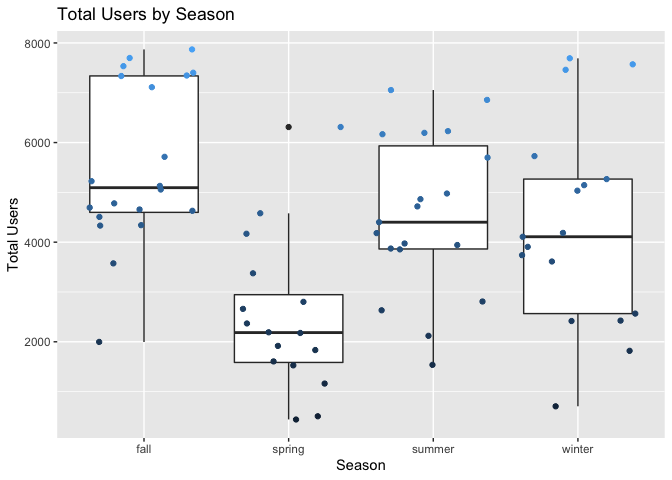 Total Users by Season
8000
6000
4000
2000
Total Users
fall spring summer winter
Season